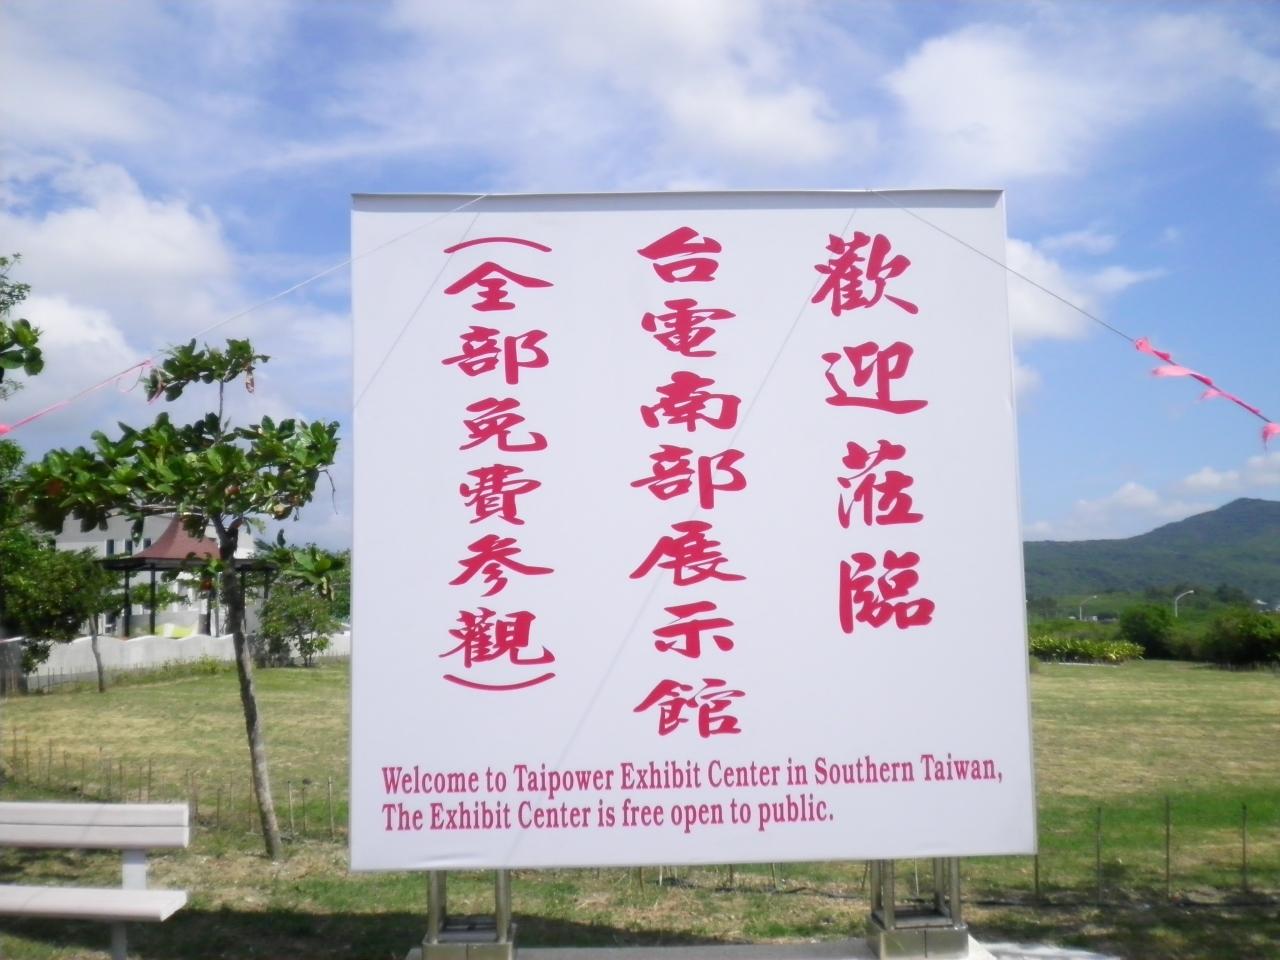 歡迎蒞臨
台電南部展示館
(全部免費參觀)
Welcome to Taipower Exhibit Center in Southern Taiwan,
The Exhibit Center is free open to public.